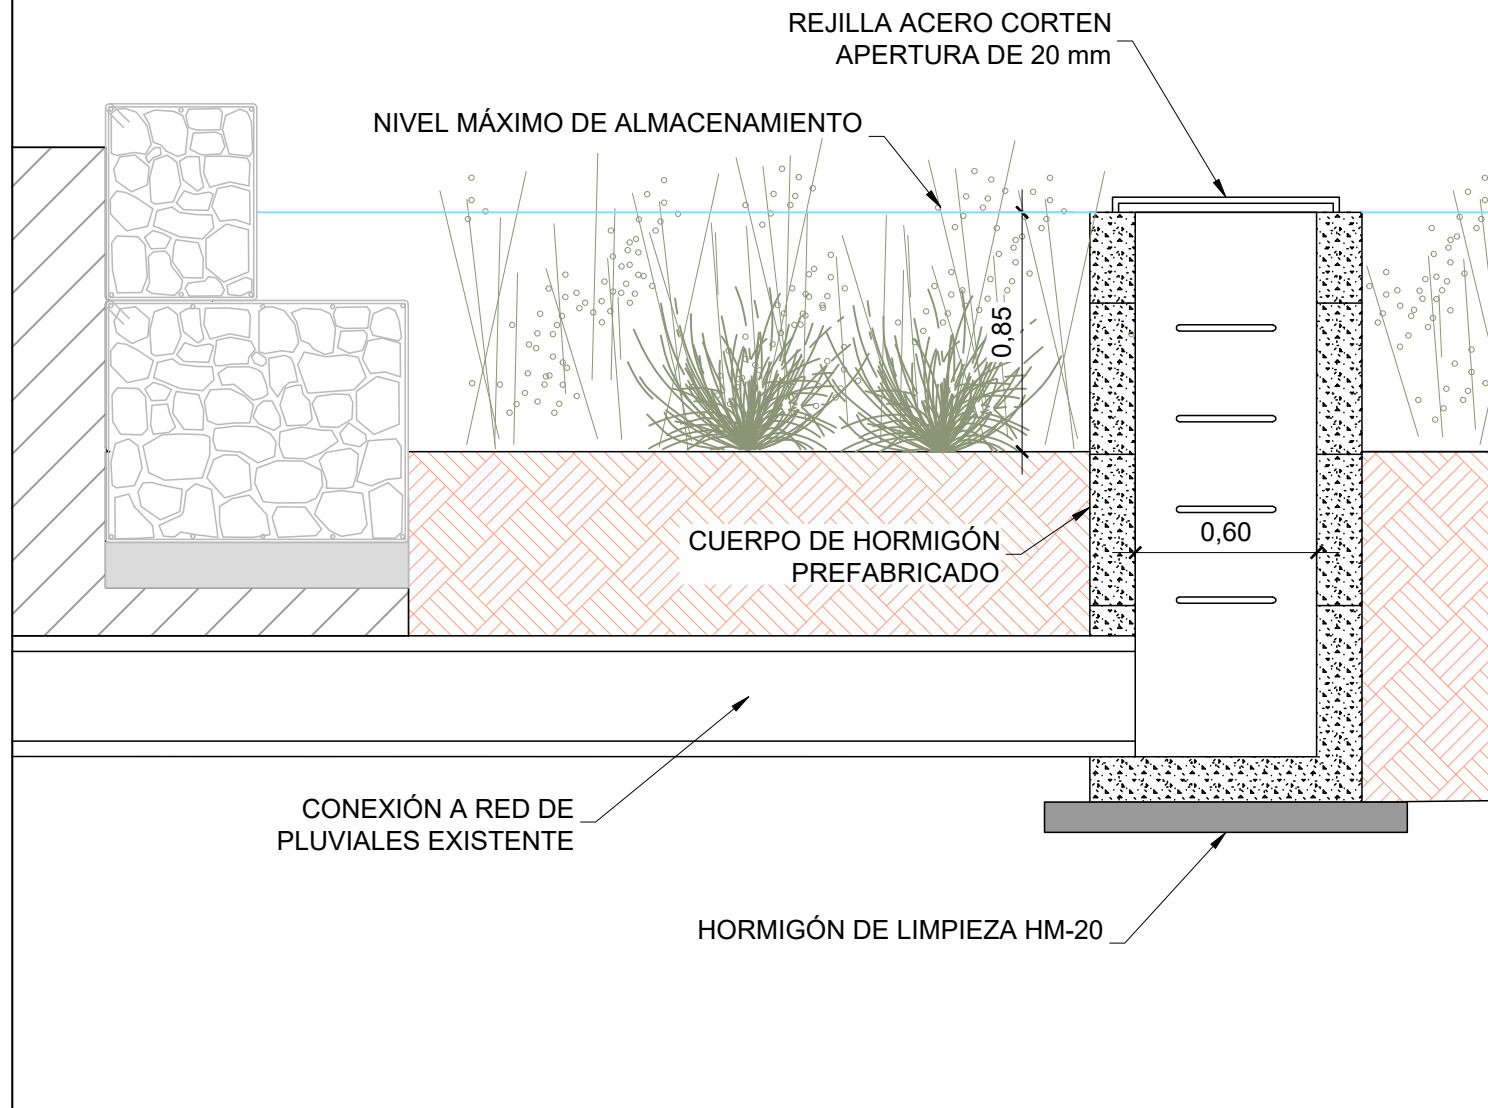 REJILLA ACERO CORTEN
APERTURA DE 20 mm
NIVEL MÁXIMO DE ALMACENAMIENTO
0,85
CUERPO DE HORMIGÓN
PREFABRICADO
0,60
CONEXIÓN A RED DE
PLUVIALES EXISTENTE
HORMIGÓN DE LIMPIEZA HM-20